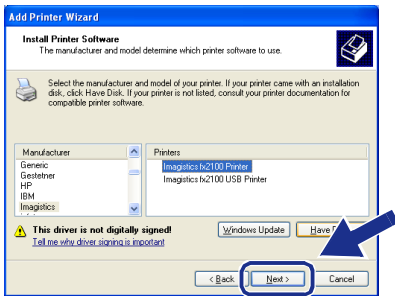 Add Printer Wizard
Install Printer Software
The manufacturer and model determine which printer software to use.
Select the manufacturer and model of your printer. If your printer came with an installation
disk, click Have Disk. If your printer is not listed, consult your printer documentation for
compatible printer software.
Manufacturer
Generic
Gestetner
HP
IBM
Imagistics
Printers
Imagistics fx2100 Printer
Imagistics fx2100 USB Printer
This driver is not digitally signed!
Tell me why driver signing is important
Windows Update
Have
< Back
Next >
Cancel